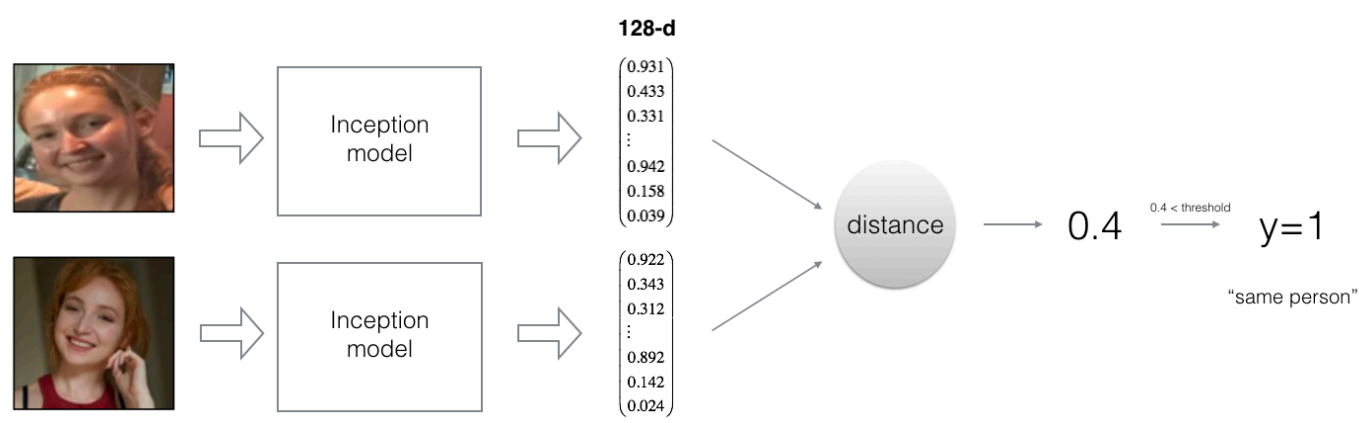 128-d
Inception
model
0.931
0.433
0.331
⋮
0.942
0.158
0.039
Inception
model
0.922
0.343
0.312
⋮
0.892
0.142
0.024
distance
0.4
0.4 < threshold
y=1
“same person”